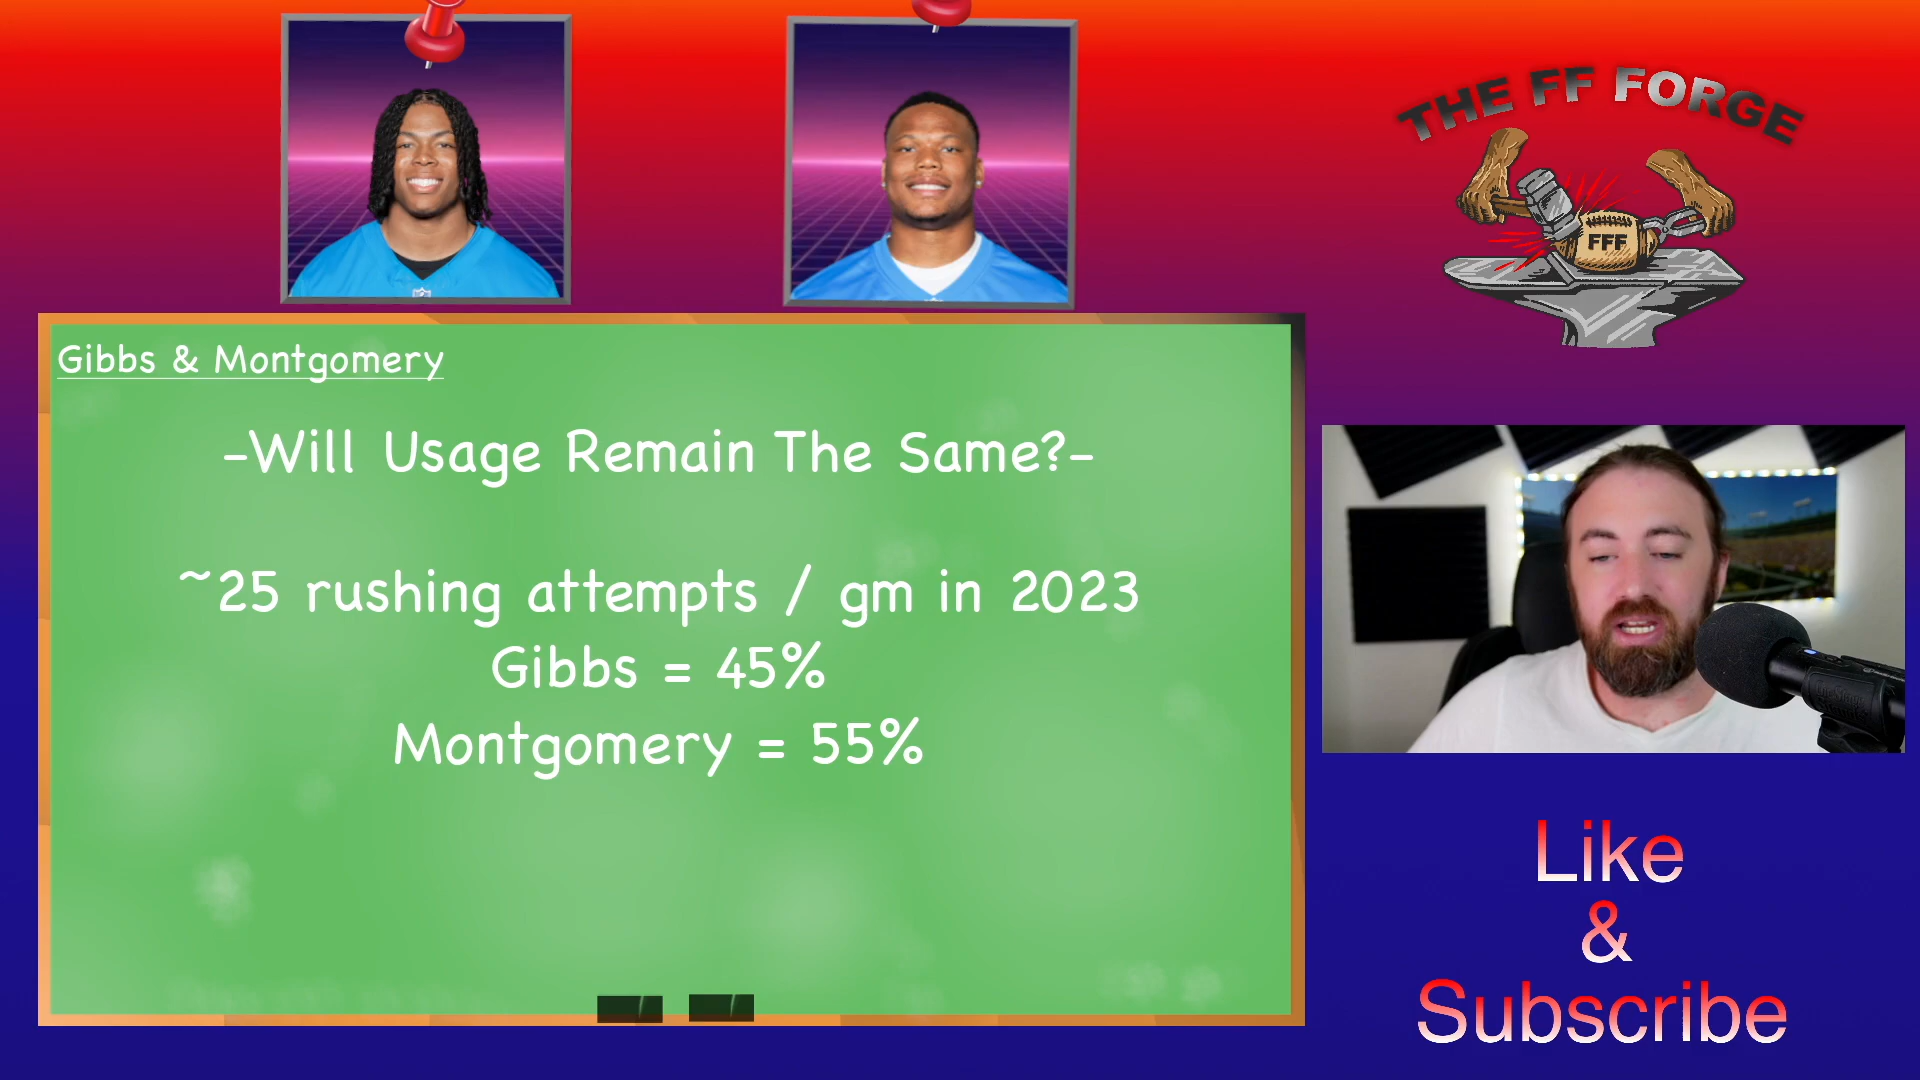 THE FF FORGE
FFF
Gibbs & Montgomery
-Will Usage Remain The Same?-
~25 rushing attempts / gm in 2023
Gibbs = 45%
Montgomery = 55%
Like
&
Subscribe